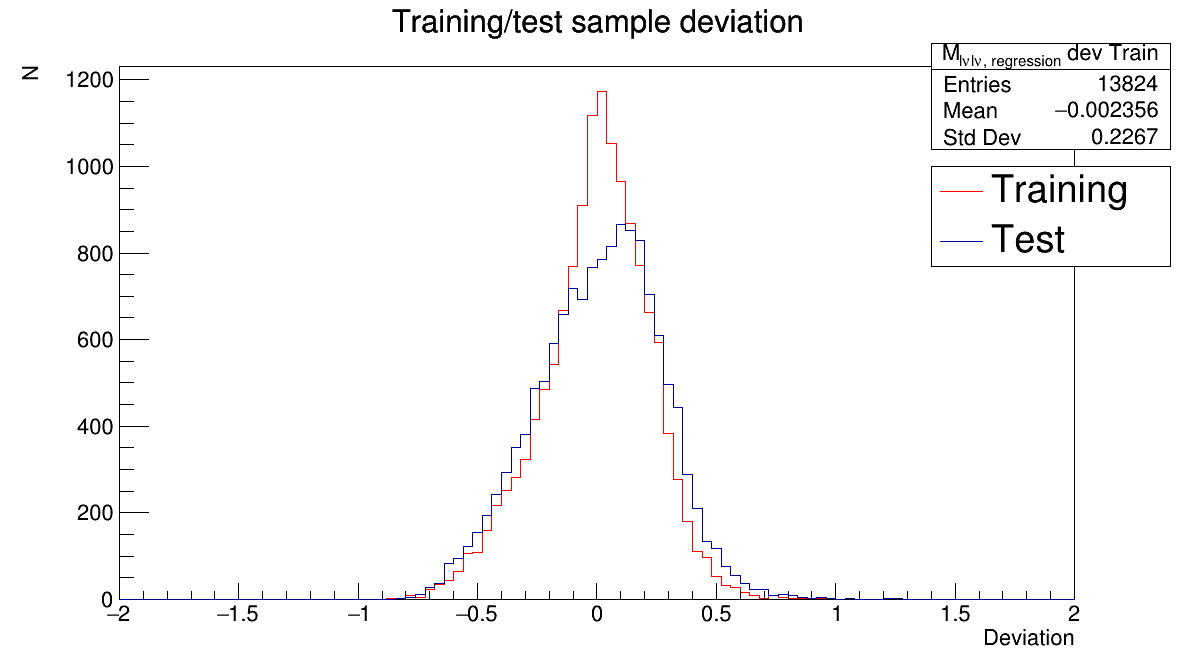 Training/test sample deviation
N
M_{lνlν, regression} dev Train
Entries 13824
Mean −0.002356
Std Dev 0.2267
Training
Test
1200
1000
800
600
400
200
0
−2 −1.5 −1 −0.5 0 0.5 1 1.5 2
Deviation